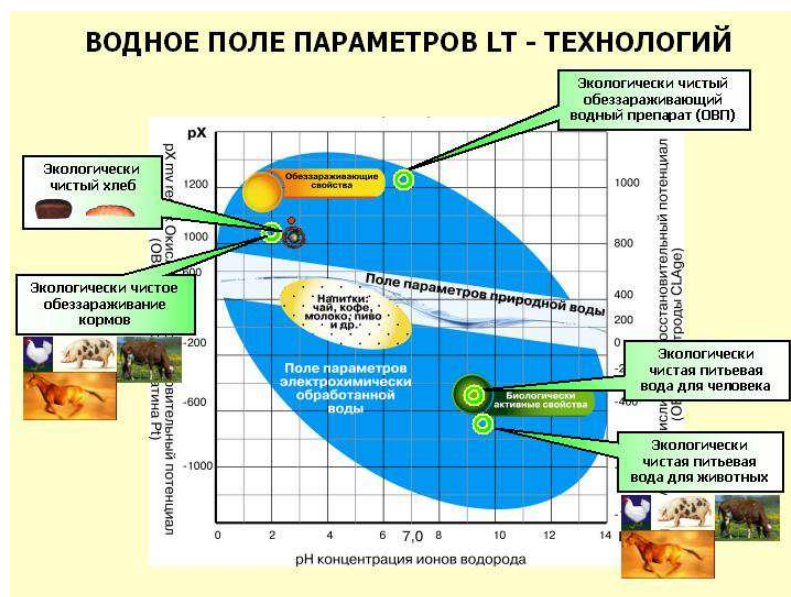 ВОДНОЕ ПОЛЕ ПАРАМЕТРОВ LT - ТЕХНОЛОГИЙ
Экологически чистый
обеззараживающий
водный препарат (ОВП)
Экологически
чистый хлеб
Экологически чистое
обеззараживание
кормов
pX
1200
1000
-200
-600
-1000
Обеззараживающие
свойства
Поле параметров природной воды
Напитки:
чай, кофе,
молоко, пиво
и др.
Поле параметров
электрохимически
обработанной
воды
Биологически
активные свойства
1000
800
400
200
0
Экологически
чистая питьевая
вода для человека
Экологически
чистая питьевая
вода для животных
0
2
4
6
7,0
8
10
12
14
pH концентрация ионов водорода